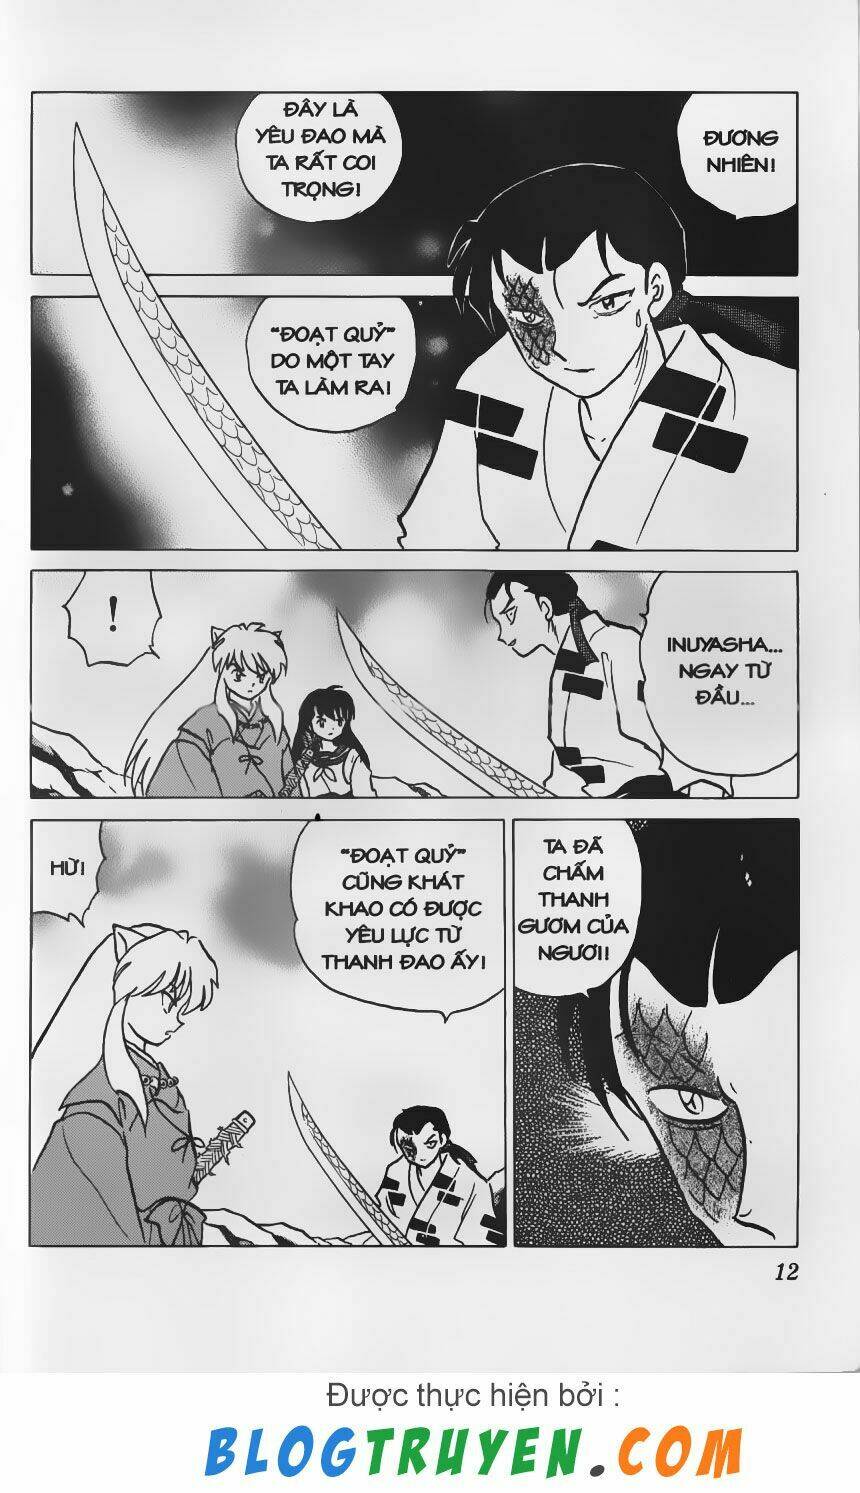 ĐƯƠNG
NHIÊN!
ĐÂY LÀ
YÊU ĐAO MÀ
TA RẤT COI
TRỌNG!
“ĐOẠT QUỶ”
DO MỘT TAY
TA LÀM RA!
INUYASHA...
NGAY TỪ
ĐẦU...
!
TA ĐÃ
CHẤM
THANH
GƯƠM CỦA
NGƯƠI!
“ĐOẠT QUỶ”
CŨNG KHÁT
KHAO CÓ ĐƯỢC
YÊU LỰC TỪ
THANH ĐAO ẤY!
HỪ!
12
Được thực hiện bởi :
BLOGTRUYEN.COM